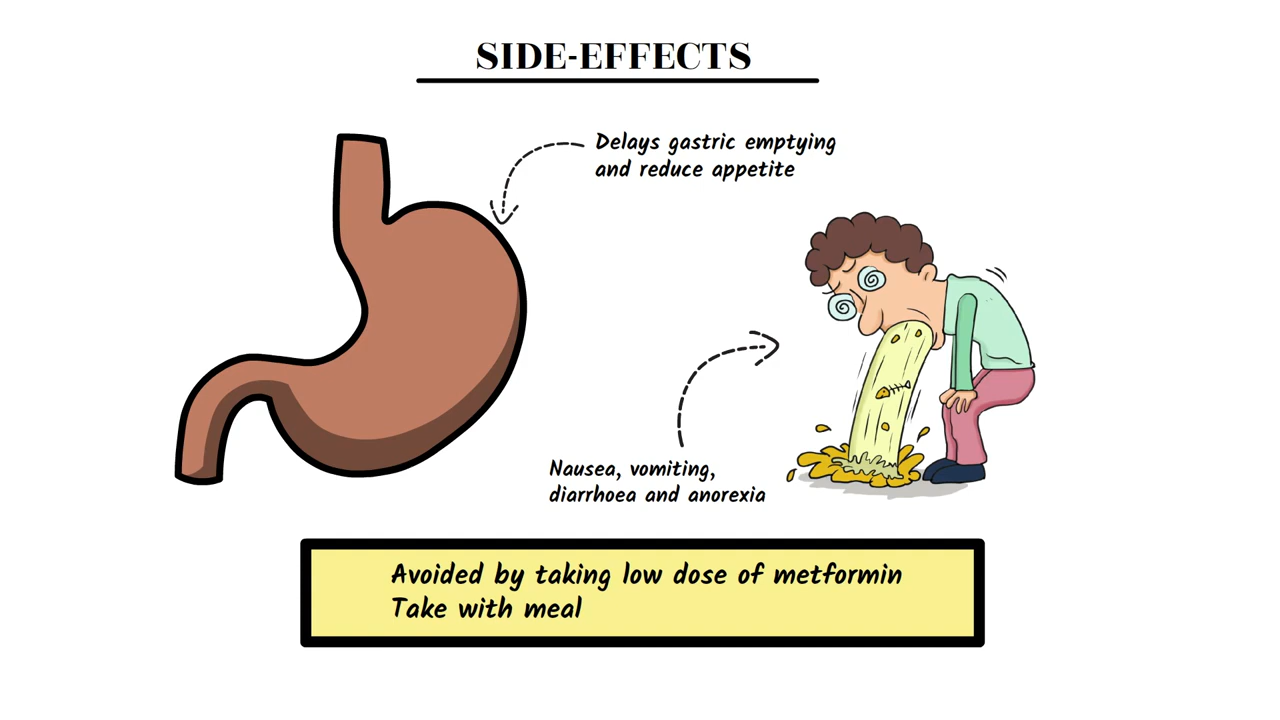 SIDE-EFFECTS
Delays gastric emptying
and reduce appetite
Nausea, vomiting,
diarrhoea and anorexia
Avoided by taking low dose of metformin
Take with meal